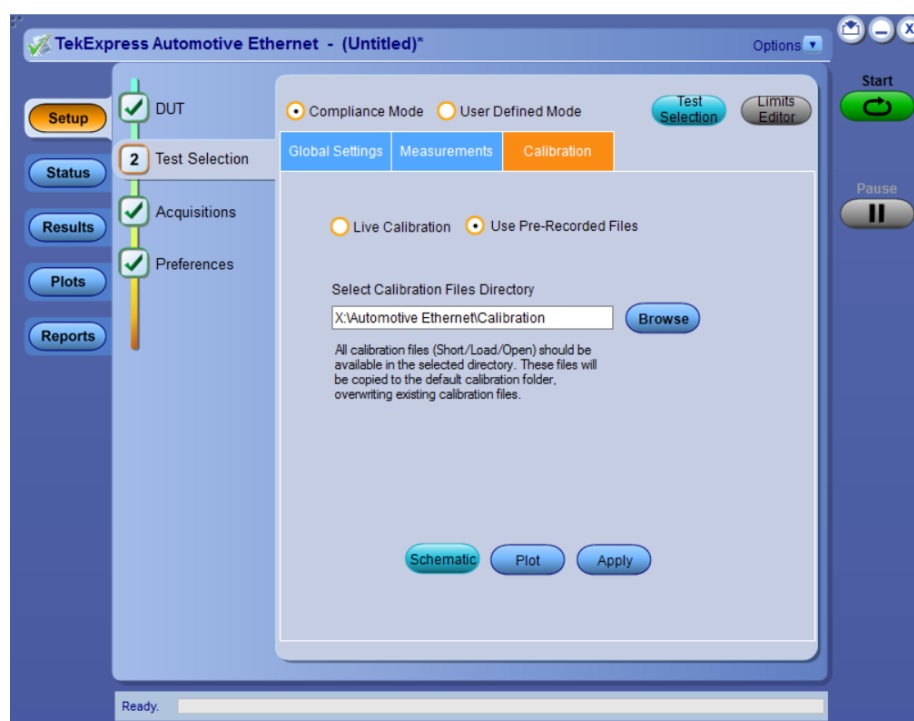 TekExpress Automotive Ethernet - (Untitled)*
Options
X
Start
Pause
Setup
Status
Results
Plots
Reports
DUT
2 Test Selection
Acquisitions
Preferences
Compliance Mode User Defined Mode
Test Selection
Limits Editor
Global Settings Measurements Calibration
Live Calibration Use Pre-Recorded Files
Select Calibration Files Directory
X:\Automotive Ethernet\Calibration Browse
All calibration files (Short/Load/Open) should be
available in the selected directory. These files will
be copied to the default calibration folder,
overwriting existing calibration files.
Schematic Plot Apply
Ready.